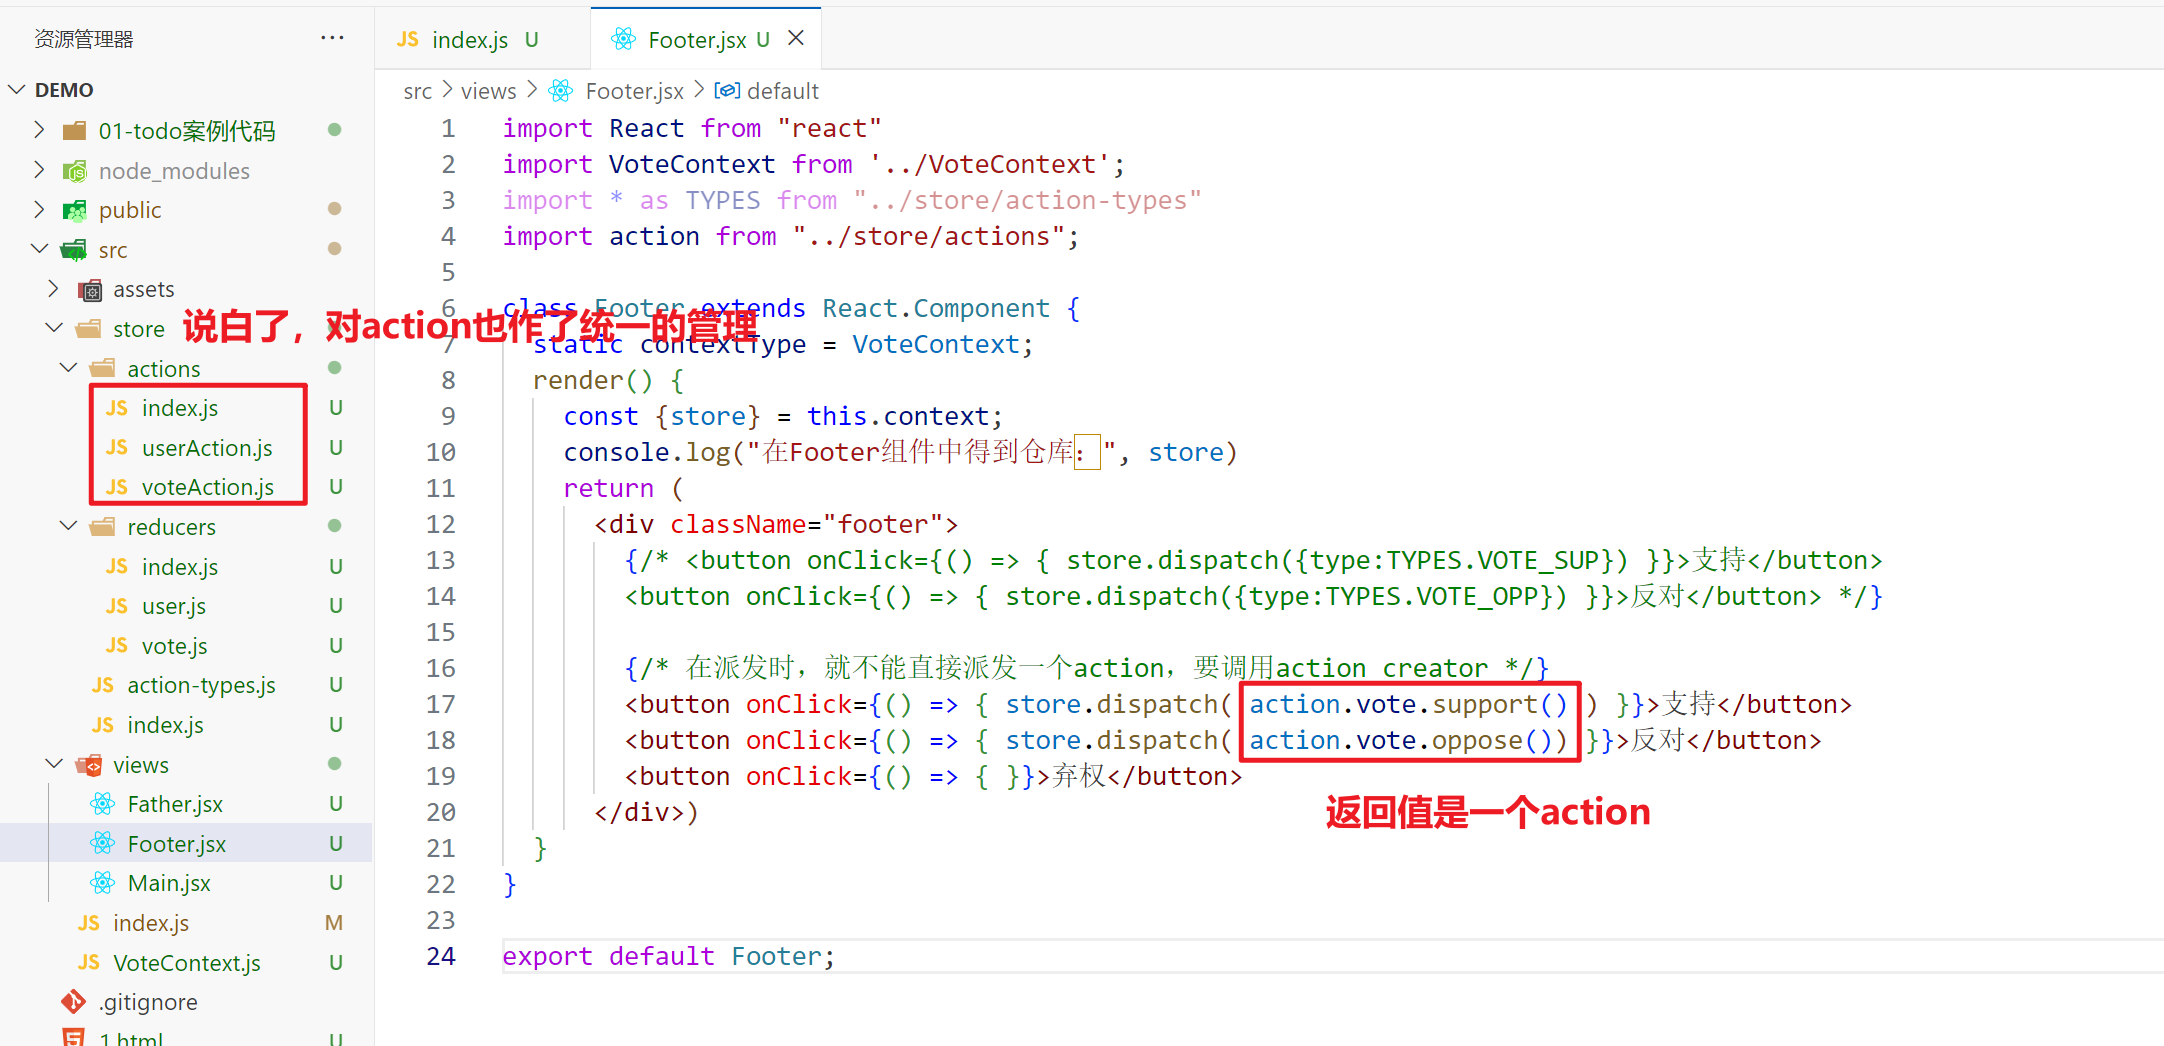 资源管理器 ···
DEMO
01-todo案例代码
node_modules
public
src
assets
store
actions
index.js U
userAction.js U
voteAction.js U
reducers
index.js U
user.js U
vote.js U
action-types.js U
index.js U
views
Father.jsx U
Footer.jsx U
Main.jsx U
index.js M
VoteContext.js U
.gitignore
1.html U
说白了，对action也作了统一的管理
JS index.js U
Footer.jsx U
src > views > Footer.jsx > default
1 import React from "react"
2 import VoteContext from '../VoteContext';
3 import * as TYPES from "../store/action-types"
4 import action from "../store/actions";
5
6 class Footer extends React.Component {
7 static contextType = VoteContext;
8 render() {
9 const {store} = this.context;
10 console.log("在Footer组件中得到仓库：", store)
11 return (
12 <div className="footer">
13 {/* <button onClick={() => { store.dispatch({type:TYPES.VOTE_SUP}) }}>支持</button>
14 <button onClick={() => { store.dispatch({type:TYPES.VOTE_OPP}) }}>反对</button> */}
15
16 {/* 在派发时，就不能直接派发一个action，要调用action creator */}
17 <button onClick={() => { store.dispatch( action.vote.support() ) }}>支持</button>
18 <button onClick={() => { store.dispatch( action.vote.oppose()) }}>反对</button>
19 <button onClick={() => { }}>弃权</button>
20 </div>)
返回值是一个action
21 }
22 }
23
24 export default Footer;